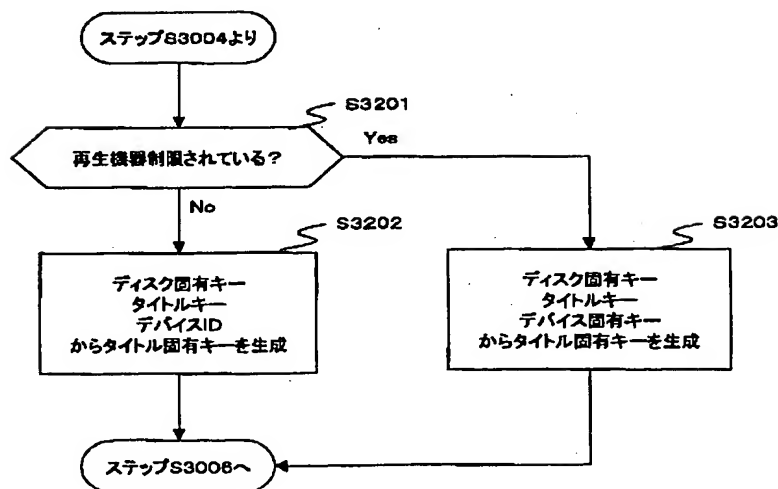 ステップS3004より
S3201
再生機器制限されている?
Yes
No
S3202
S3203
ディスク固有キー
タイトルキー
デバイスID
からタイトル固有キーを生成
ディスク固有キー
タイトルキー
デバイス固有キー
からタイトル固有キーを生成
ステップS3006へ